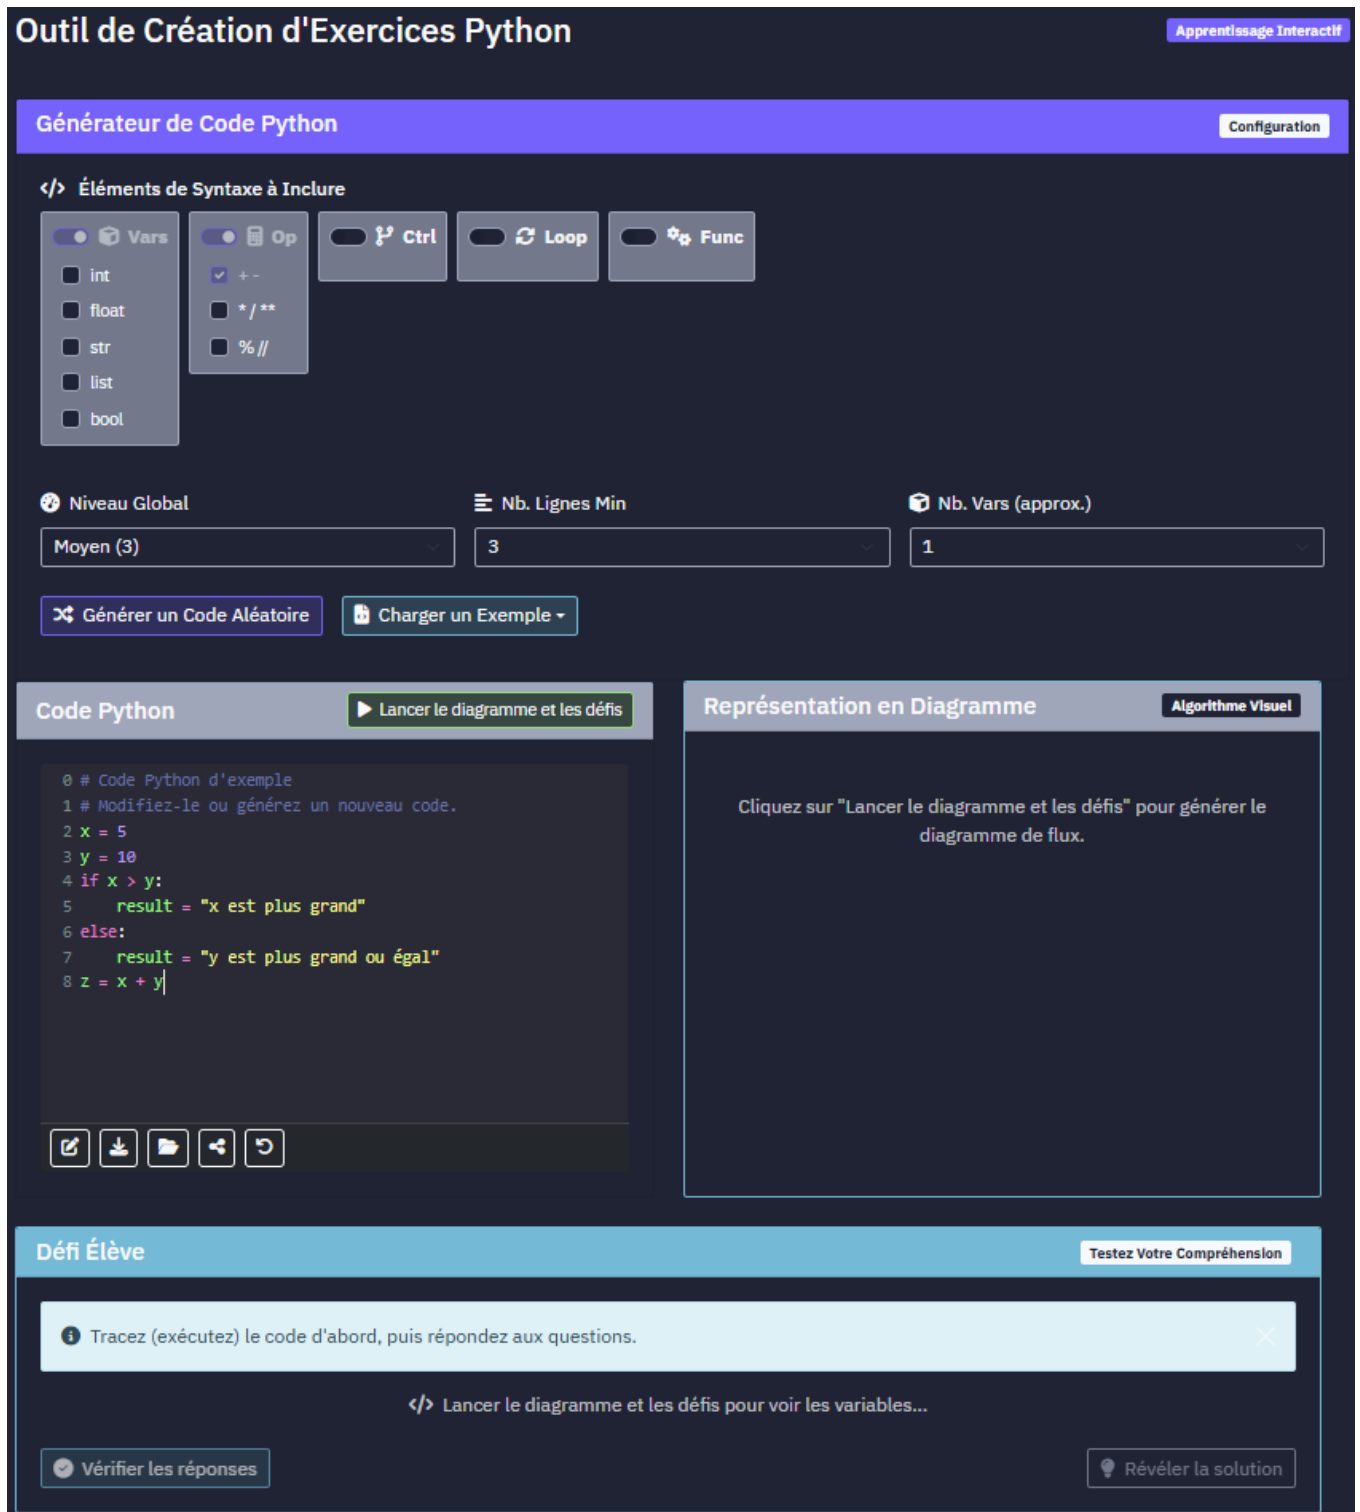 Outil de Création d'Exercices Python
Apprentissage Interactif
Générateur de Code Python
Configuration
</> Éléments de Syntaxe à Inclure
Vars
Op
Ctrl
Loop
Func
int
float
str
list
bool
+ -
* / **
% //
Niveau Global
Nb. Lignes Min
Nb. Vars (approx.)
Moyen (3)
3
1
Générer un Code Aléatoire
Charger un Exemple
Code Python
Lancer le diagramme et les défis
0 # Code Python d'exemple
1 # Modifiez-le ou générez un nouveau code.
2 x = 5
3 y = 10
4 if x > y:
5     result = "x est plus grand"
6 else:
7     result = "y est plus grand ou égal"
8 z = x + y
Représentation en Diagramme
Algorithme Visuel
Cliquez sur "Lancer le diagramme et les défis" pour générer le
diagramme de flux.
Défi Élève
Testez Votre Compréhension
Tracez (exécutez) le code d'abord, puis répondez aux questions.
</> Lancer le diagramme et les défis pour voir les variables...
Vérifier les réponses
Révéler la solution